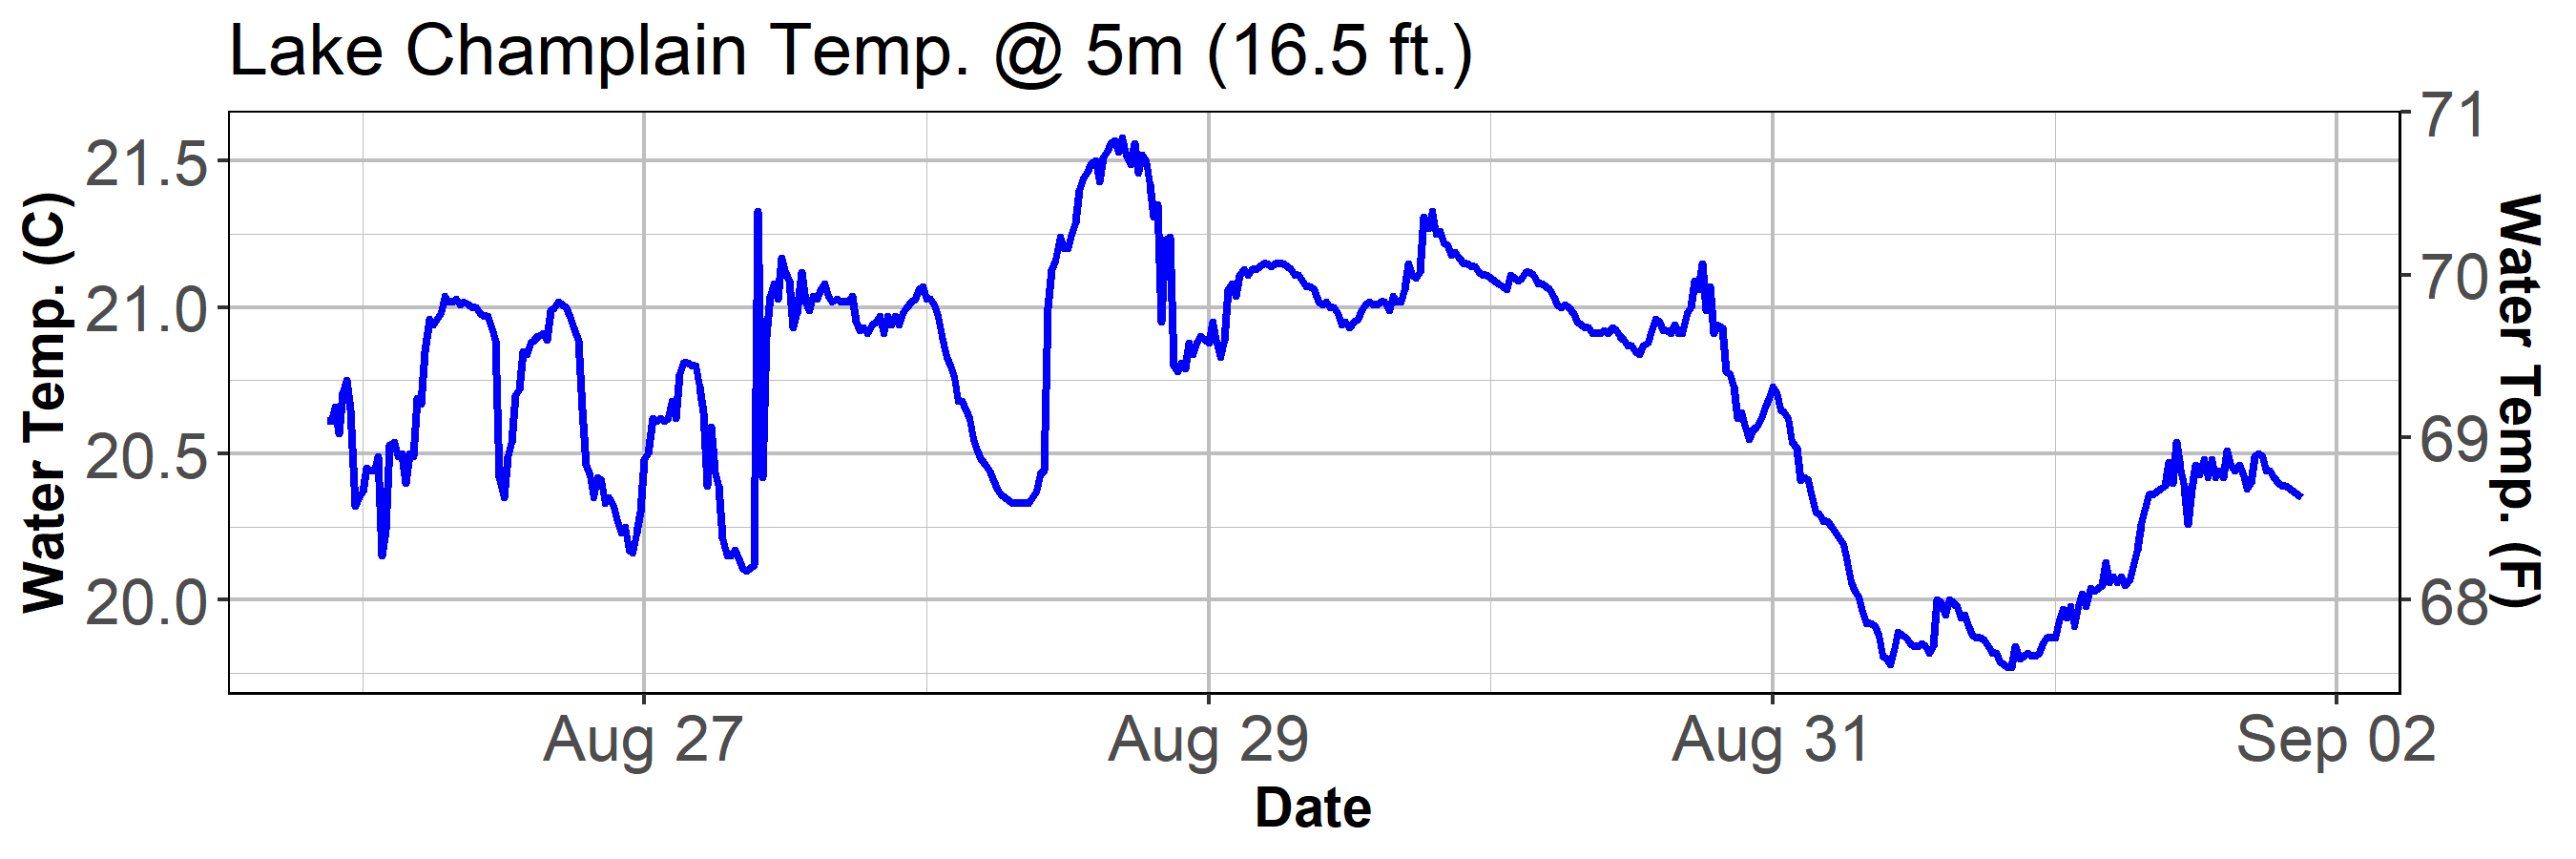 Lake Champlain Temp. @ 5m (16.5 ft.)
Water Temp. (C)
21.5
21.0
20.5
20.0
71
70
69
68
Water Temp. (F)
Aug 27 Aug 29 Aug 31 Sep 02
Date